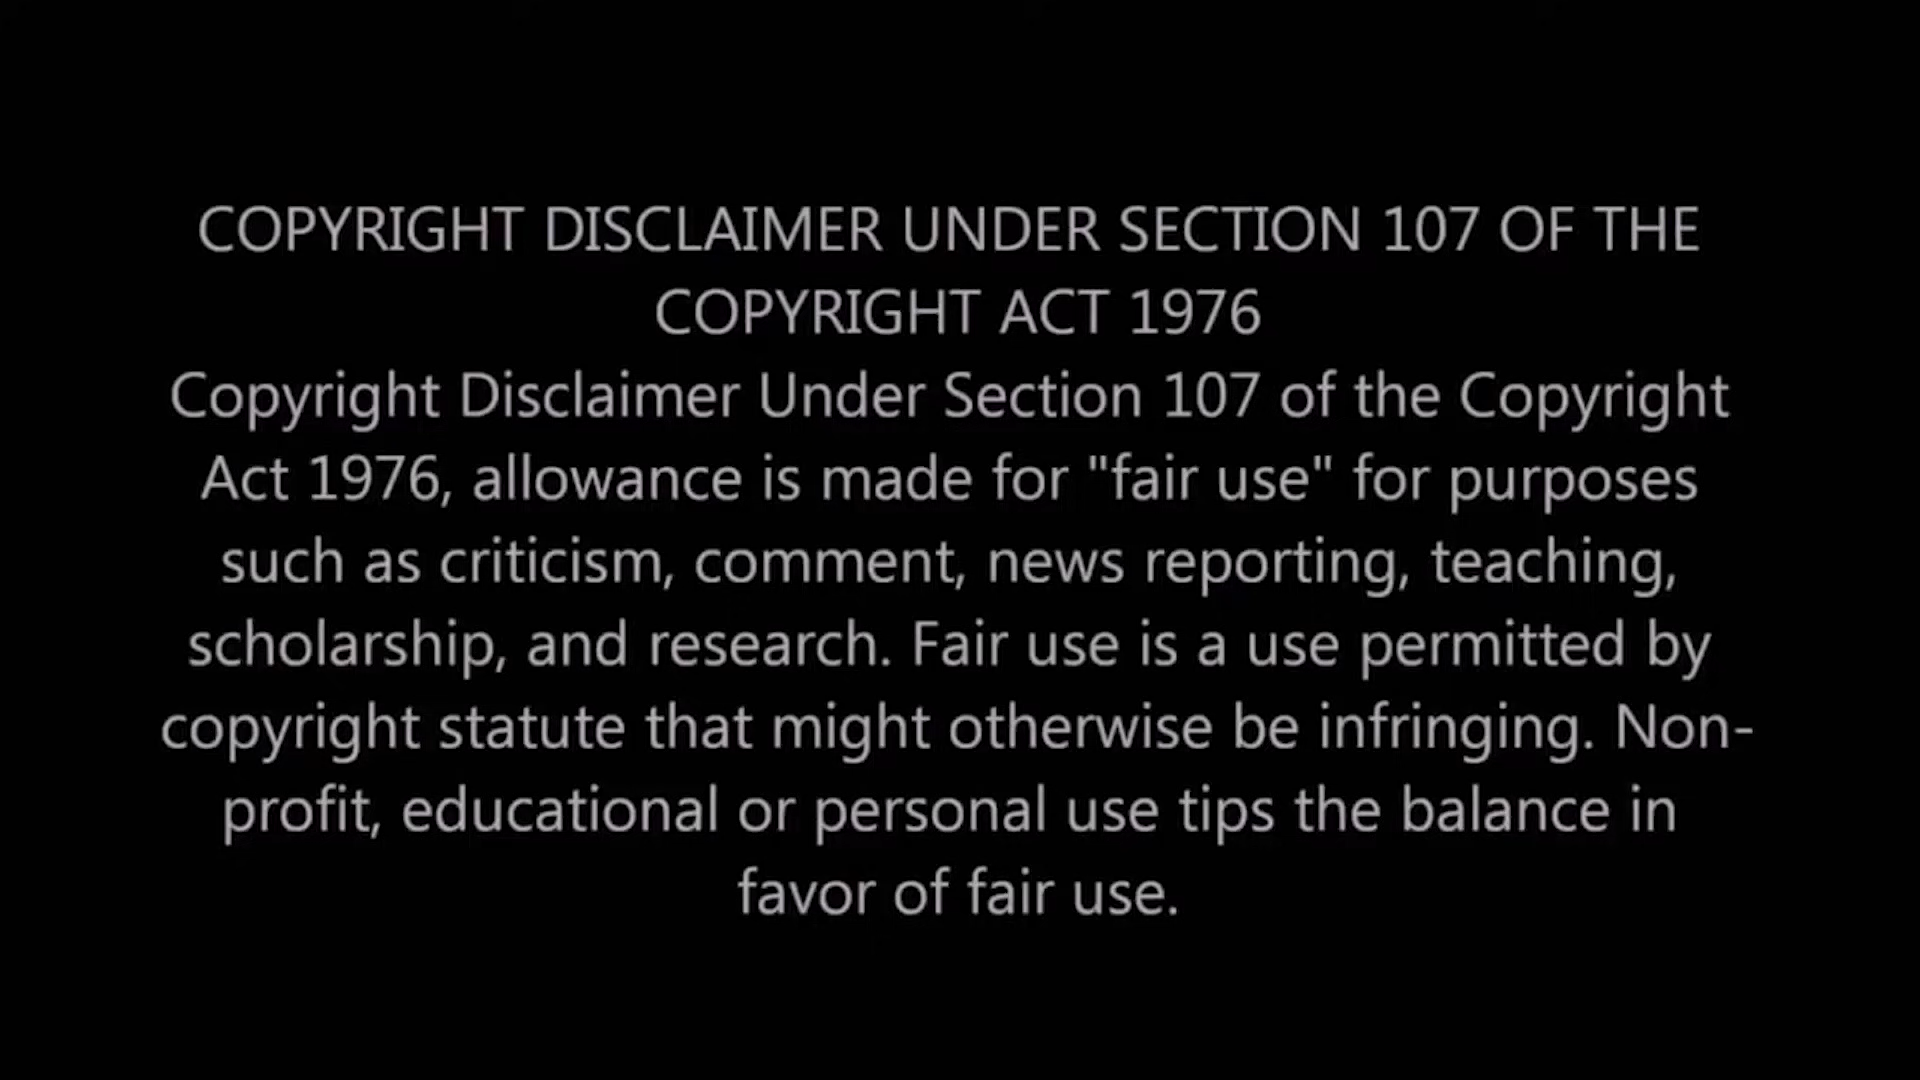 COPYRIGHT DISCLAIMER UNDER SECTION 107 OF THE
COPYRIGHT ACT 1976
Copyright Disclaimer Under Section 107 of the Copyright
Act 1976, allowance is made for "fair use" for purposes
such as criticism, comment, news reporting, teaching,
scholarship, and research. Fair use is a use permitted by
copyright statute that might otherwise be infringing. Non-
profit, educational or personal use tips the balance in
favor of fair use.